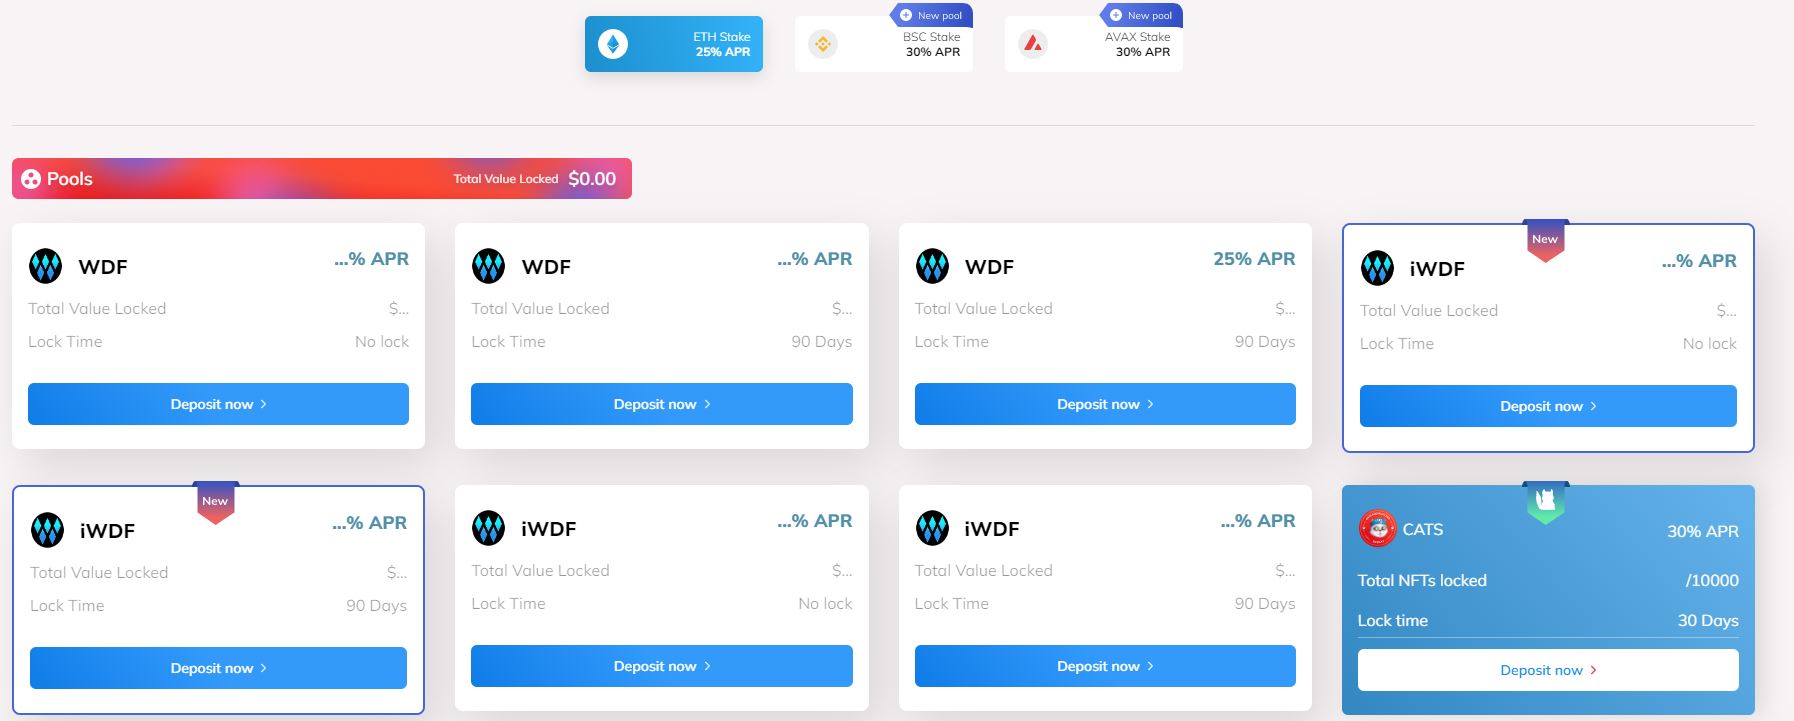 New pool
New pool
ETH Stake
25% APR
BSC Stake
30% APR
AVAX Stake
30% APR
Pools
Total Value Locked $0.00
WDF
...% APR
Total Value Locked
$...
Lock Time
No lock
Deposit now
WDF
...% APR
Total Value Locked
$...
Lock Time
90 Days
Deposit now
WDF
25% APR
Total Value Locked
$...
Lock Time
90 Days
Deposit now
New
iWDF
...% APR
Total Value Locked
$...
Lock Time
No lock
Deposit now
New
iWDF
...% APR
Total Value Locked
$...
Lock Time
90 Days
Deposit now
iWDF
...% APR
Total Value Locked
$...
Lock Time
No lock
Deposit now
iWDF
...% APR
Total Value Locked
$...
Lock Time
90 Days
Deposit now
CATS
30% APR
Total NFTs locked
/10000
Lock time
30 Days
Deposit now